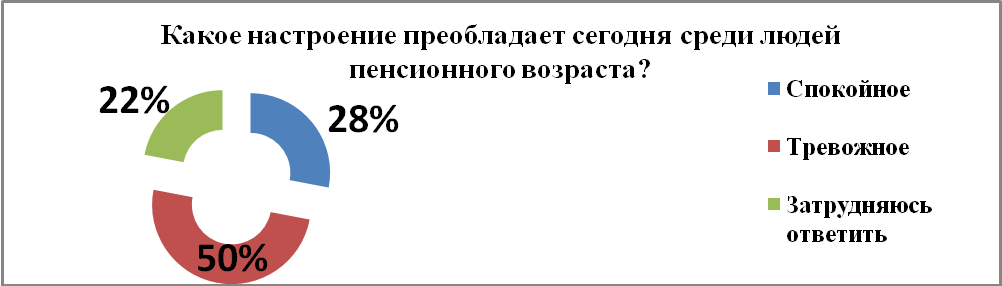 Какое настроение преобладает сегодня среди людей
пенсионного возраста?
22%
28%
50%
Спокойное
Тревожное
Затрудняюсь
ответить